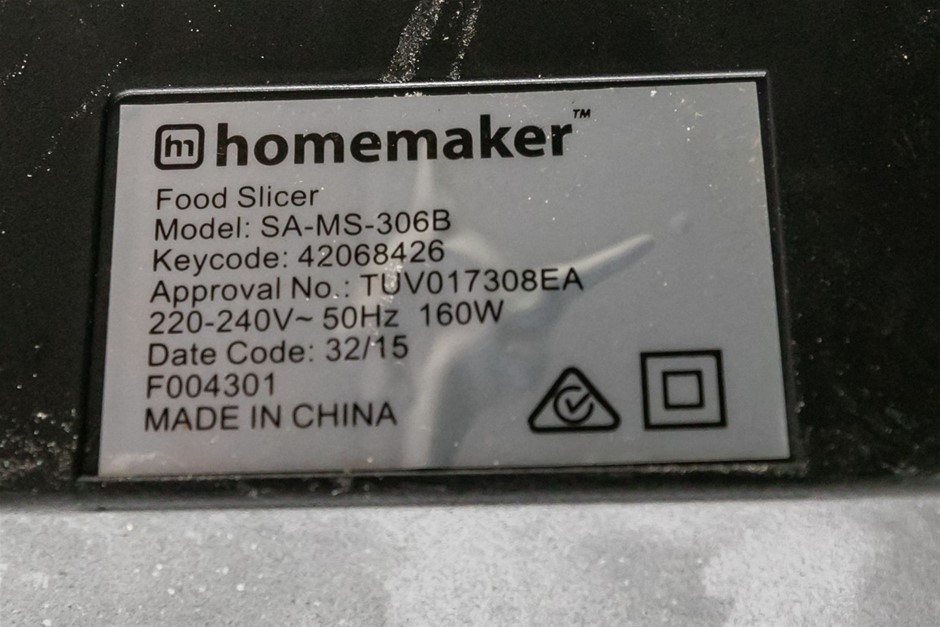 hm homemaker™
Food Slicer
Model: SA-MS-306B
Keycode: 42068426
Approval No.: TUV017308EA
220-240V~ 50Hz 160W
Date Code: 32/15
F004301
MADE IN CHINA